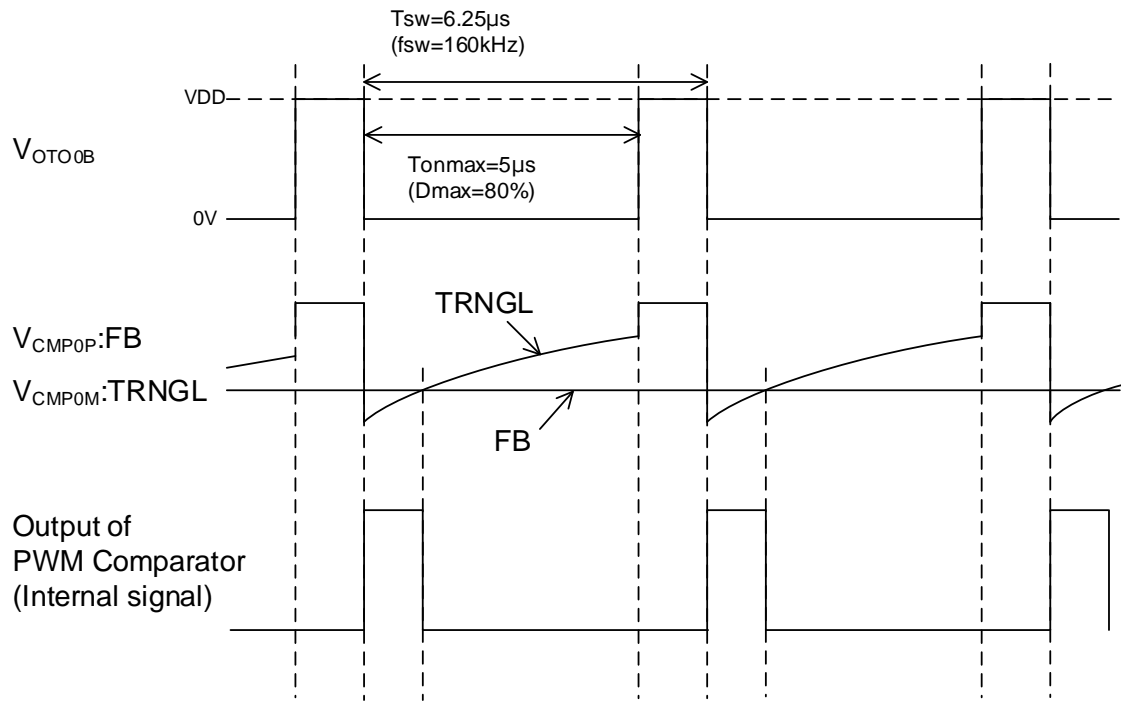 Tsw=6.25µs
(fsw=160kHz)
VDD
VOTO0B
Tonmax=5µs
(Dmax=80%)
0V
TRNGL
VCMP0P:FB
VCMP0M:TRNGL
FB
Output of
PWM Comparator
(Internal signal)